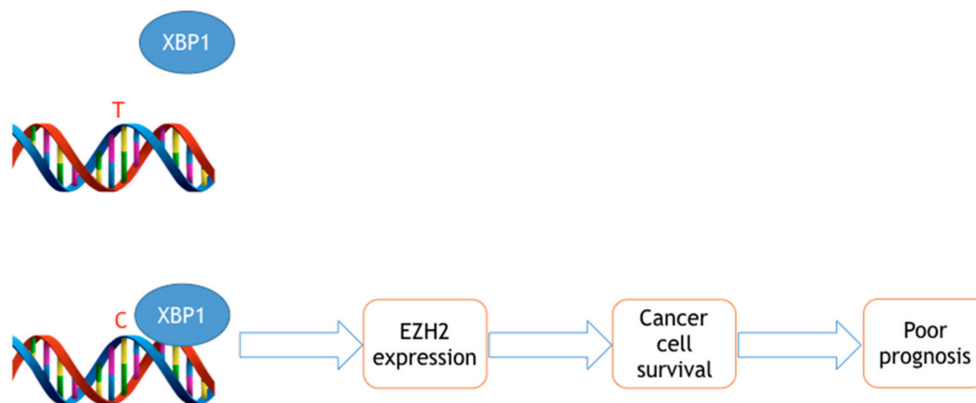 XBP1
T
C
XBP1
EZH2
expression
Cancer
cell
survival
Poor
prognosis